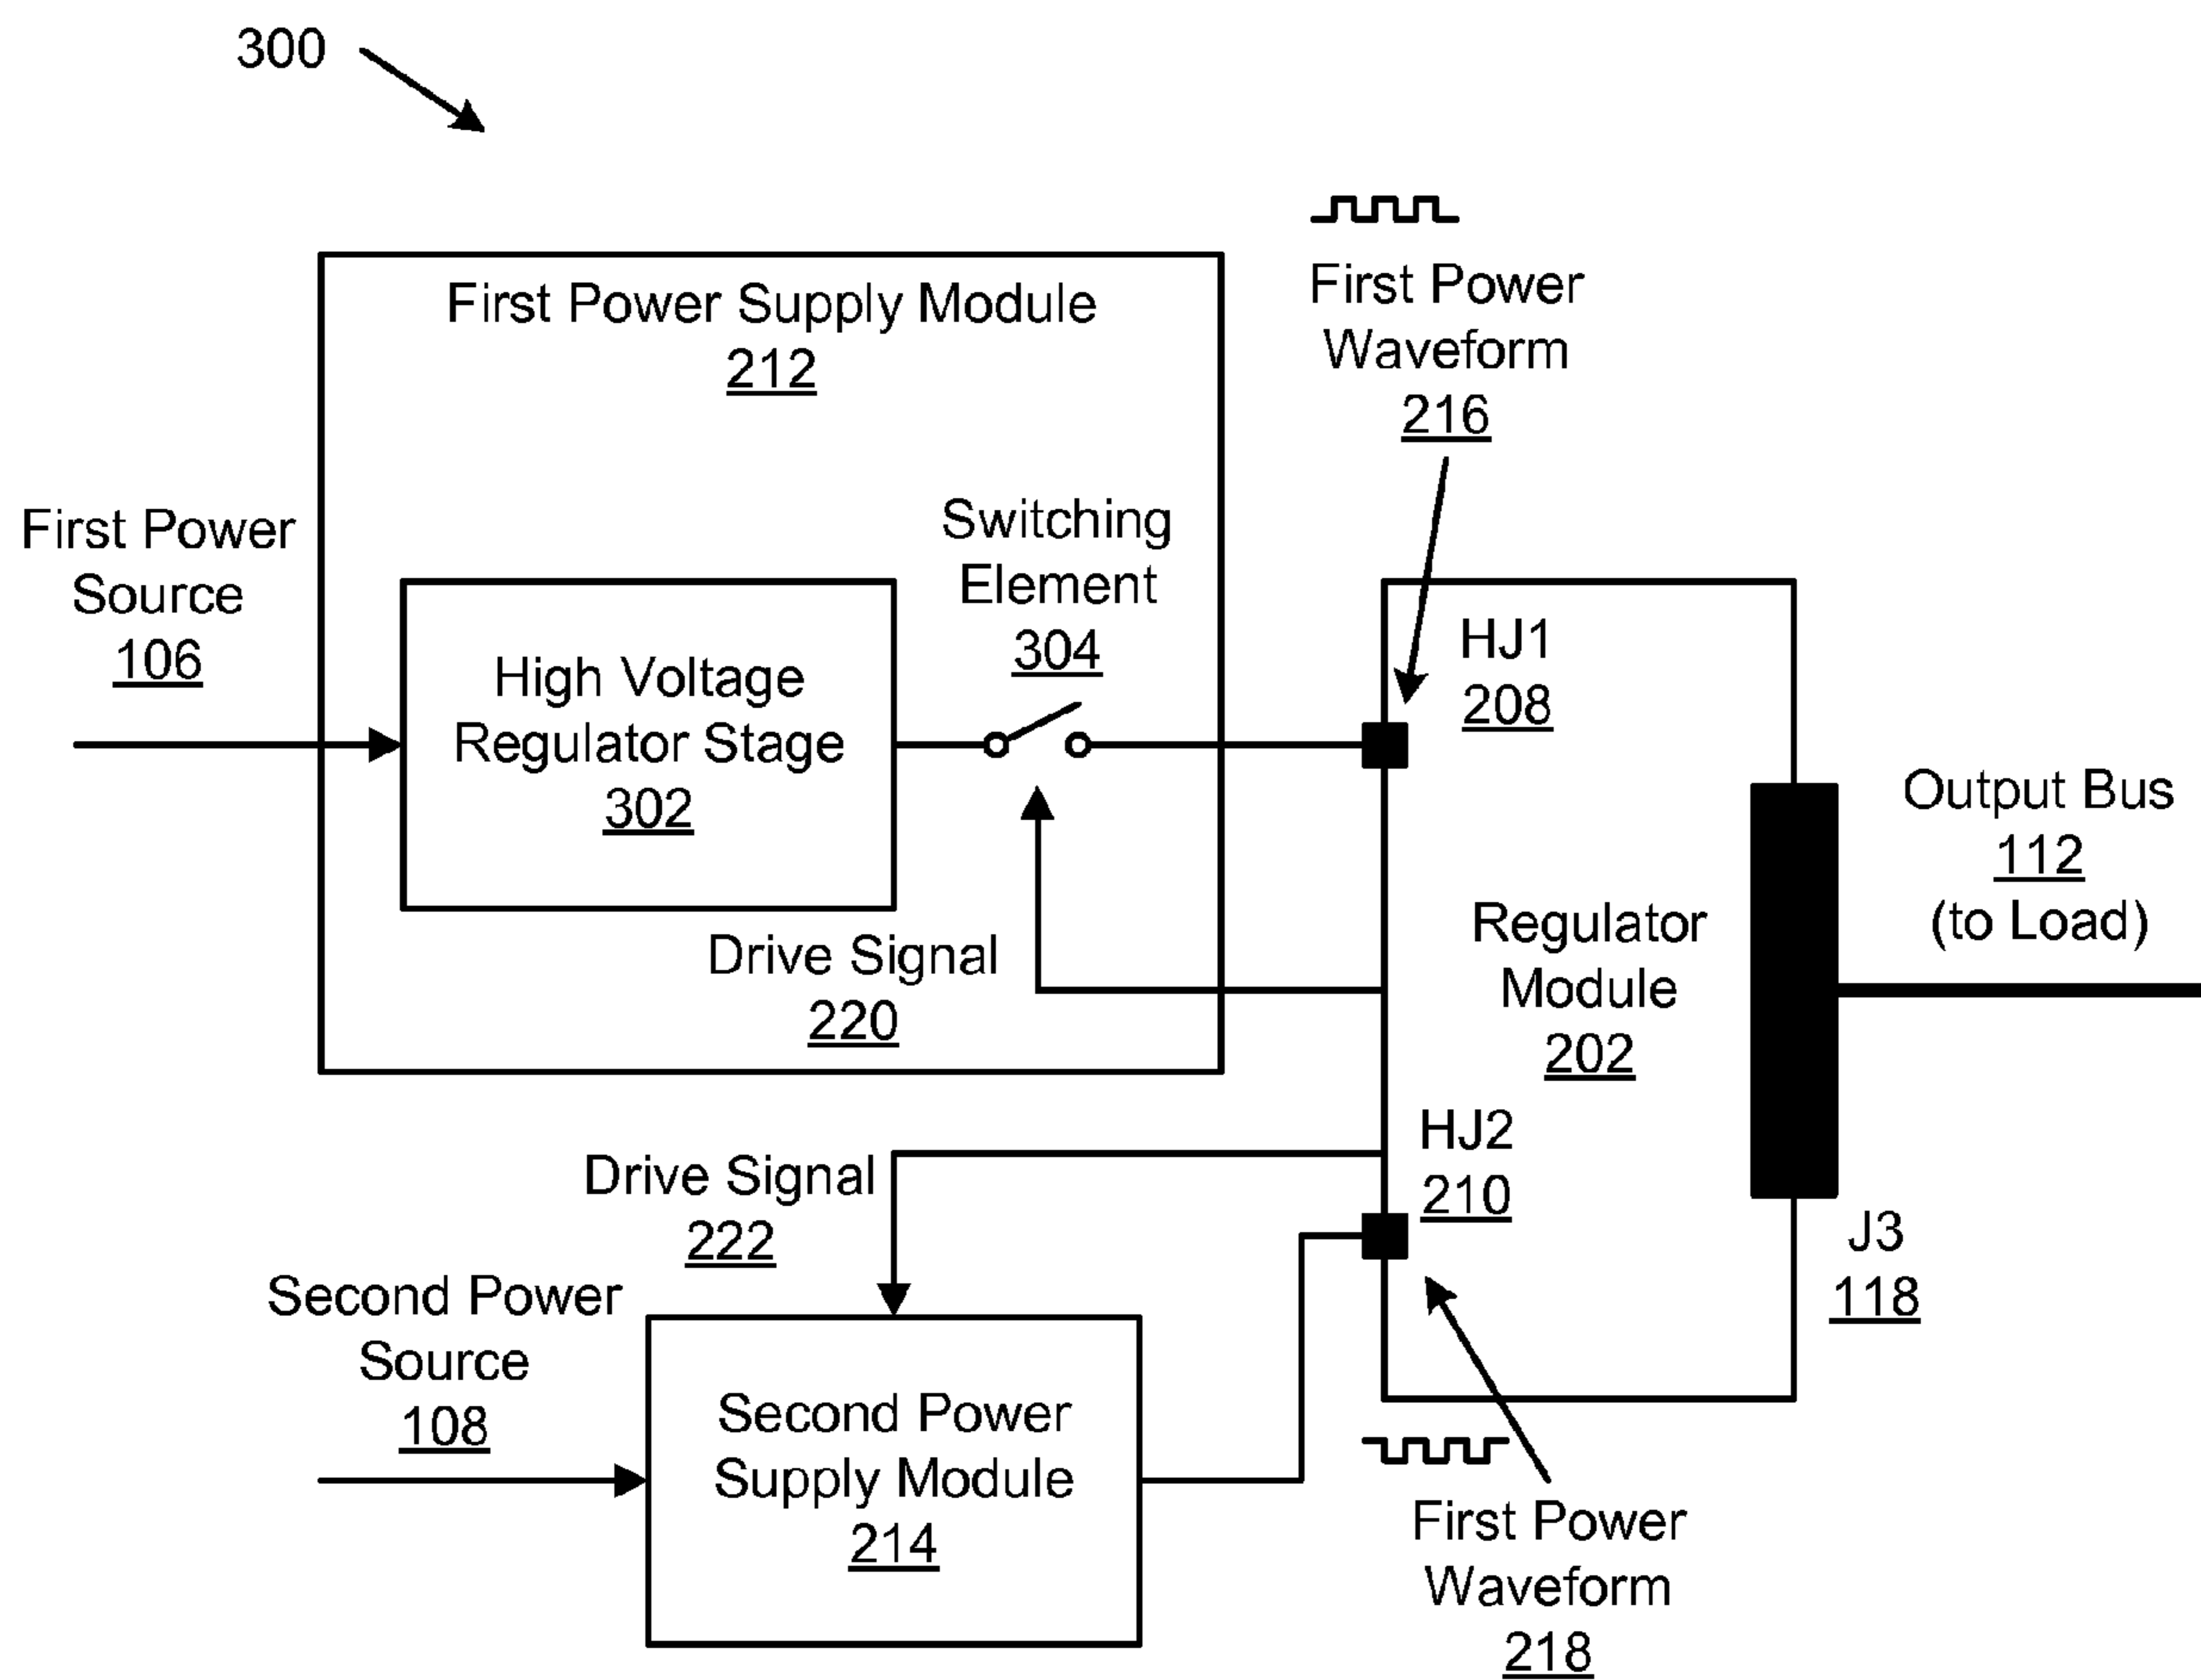 300
First Power Supply Module
212
First Power
Waveform
216
First Power
Source
106
High Voltage
Regulator Stage
302
Switching
Element
304
HJ1
208
Drive Signal
220
Regulator
Module
202
Output Bus
112
(to Load)
Drive Signal
222
HJ2
210
J3
118
Second Power
Source
108
Second Power
Supply Module
214
First Power
Waveform
218